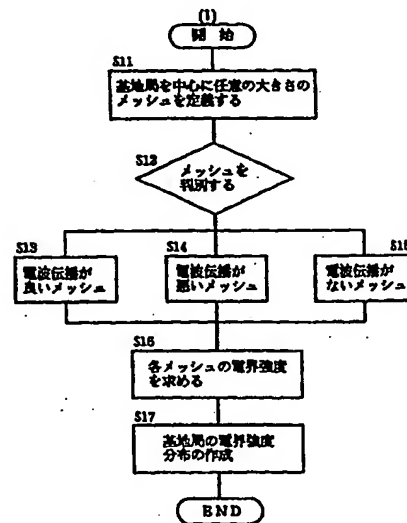 (1)
開始
S11
基地局を中心に任意の大きさの
メッシュを定義する
S12
メッシュを
判別する
S13
電波伝播が
良いメッシュ
S14
電波伝播が
悪いメッシュ
S15
電波伝播が
ないメッシュ
S16
各メッシュの電界強度
を求める
S17
基地局の電界強度
分布の作成
END